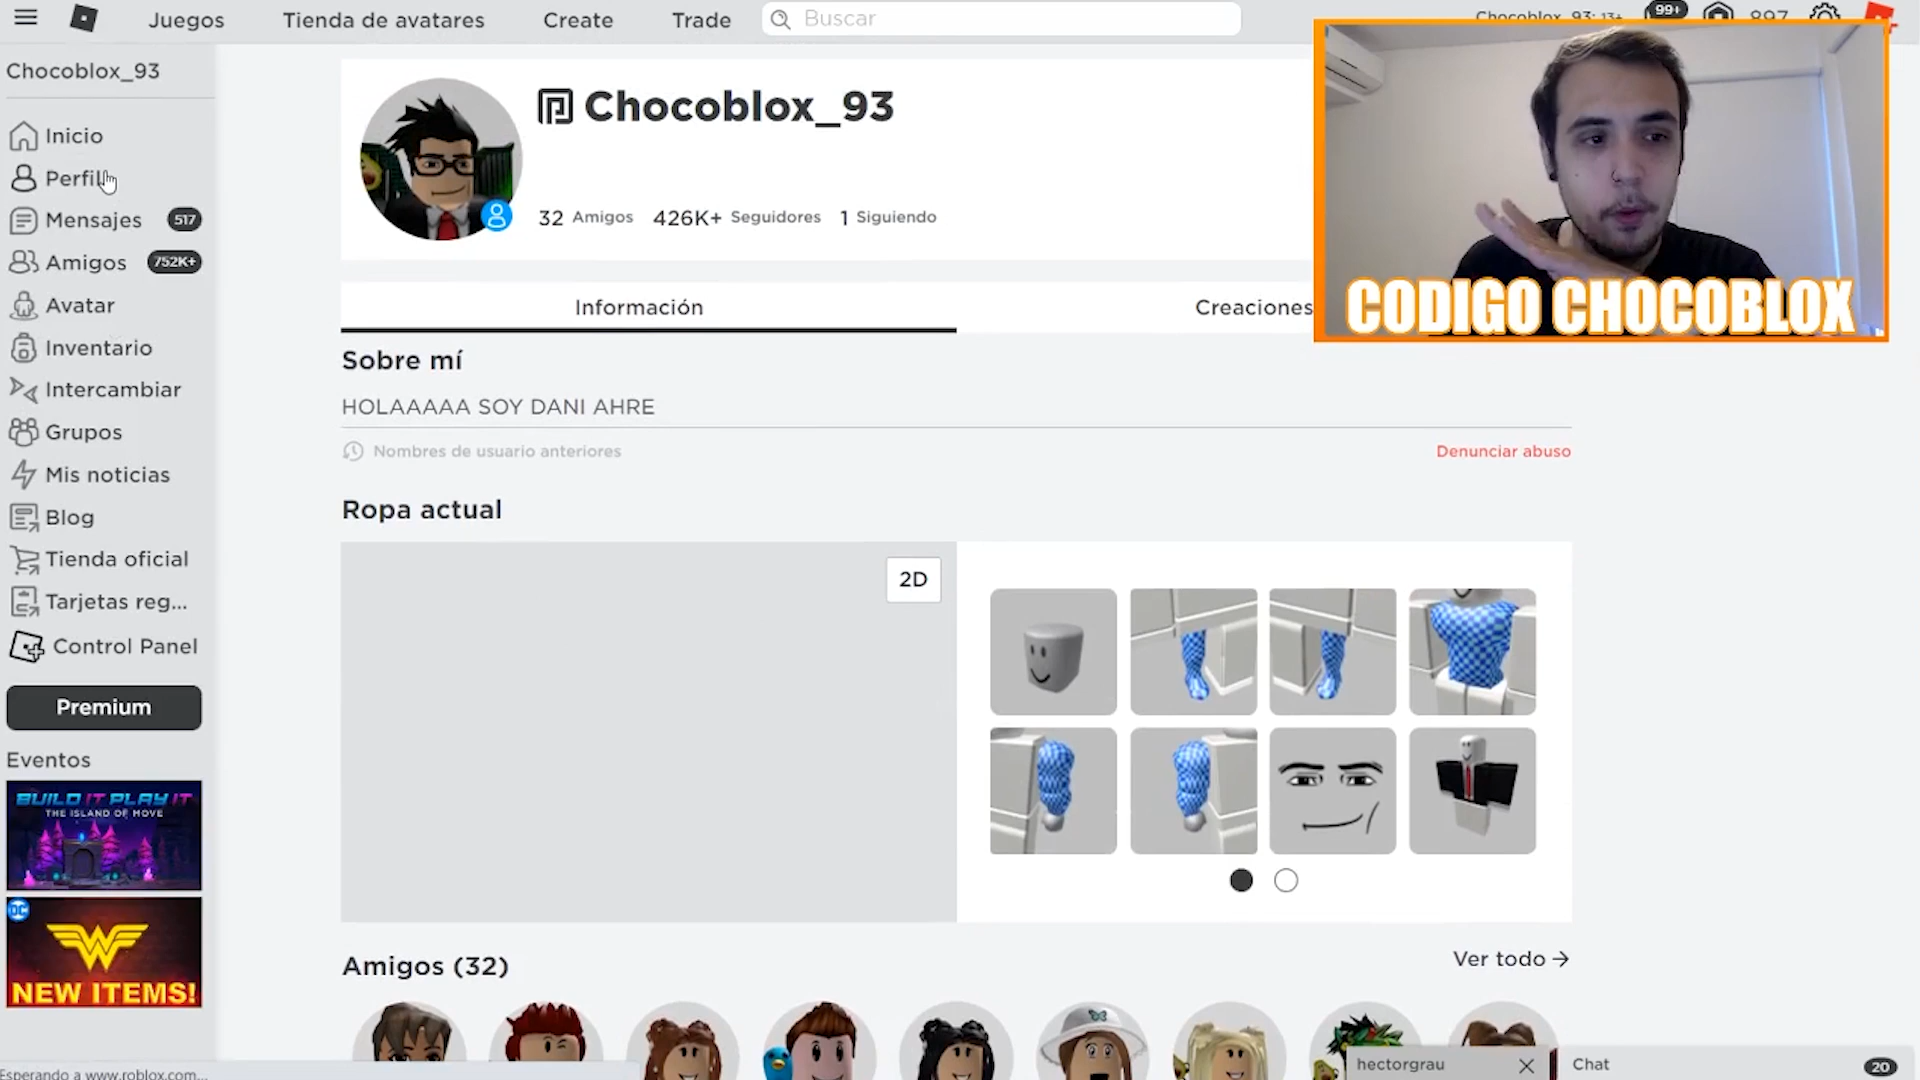 Juegos
Tienda de avatares
Create
Trade
Buscar
Chocoblox_93: 13+
99+
897
Chocoblox_93
Inicio
Perfil
Mensajes
517
Amigos
752K+
Avatar
Inventario
Intercambiar
Grupos
Mis noticias
Blog
Tienda oficial
Tarjetas reg...
Control Panel
Premium
Eventos
BUILD IT PLAY IT
THE ISLAND OF MOVE
DC
NEW ITEMS!
Chocoblox_93
32 Amigos 426K+ Seguidores 1 Siguiendo
Información
Creaciones
CODIGO CHOCOBLOX
Sobre mí
HOLAAAAA SOY DANI AHRE
Nombres de usuario anteriores
Denunciar abuso
Ropa actual
2D
Amigos (32)
Ver todo
hectorgrau
Chat
20
Esperando a www.roblox.com...